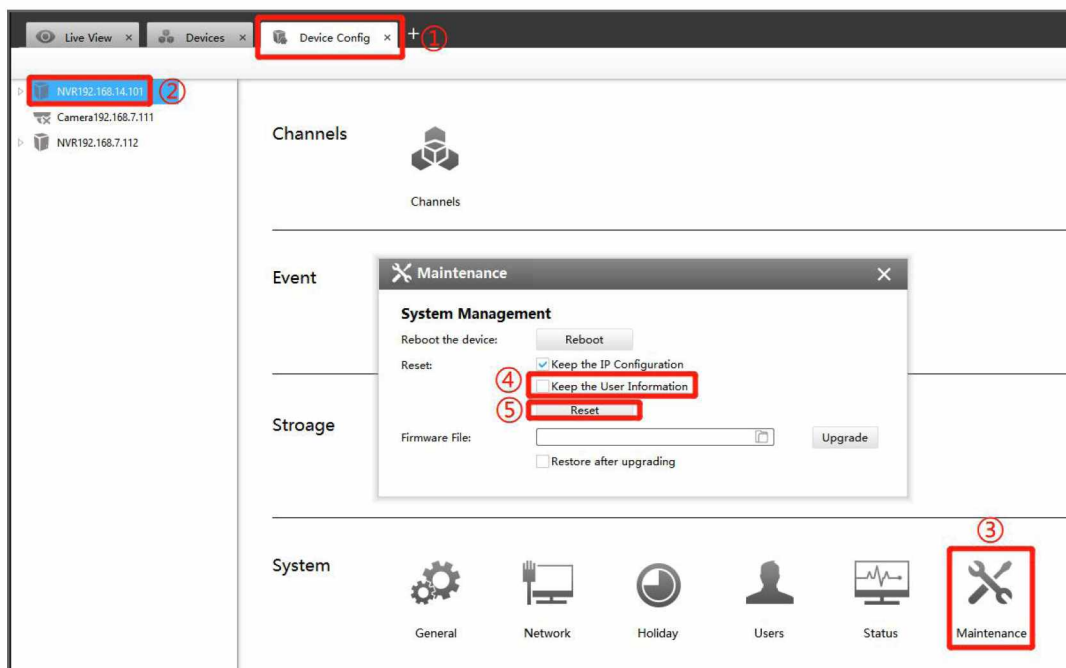 Live View × Devices × Device Config × + ①
NVR192.168.14.101 ②
Camera192.168.7.111
NVR192.168.7.112
Channels
Channels
Event
Maintenance ×
System Management
Reboot the device: Reboot
Reset: Keep the IP Configuration
④ Keep the User Information
⑤ Reset
Firmware File: Upgrade
Restore after upgrading
Stroage
③
System
General Network Holiday Users Status Maintenance